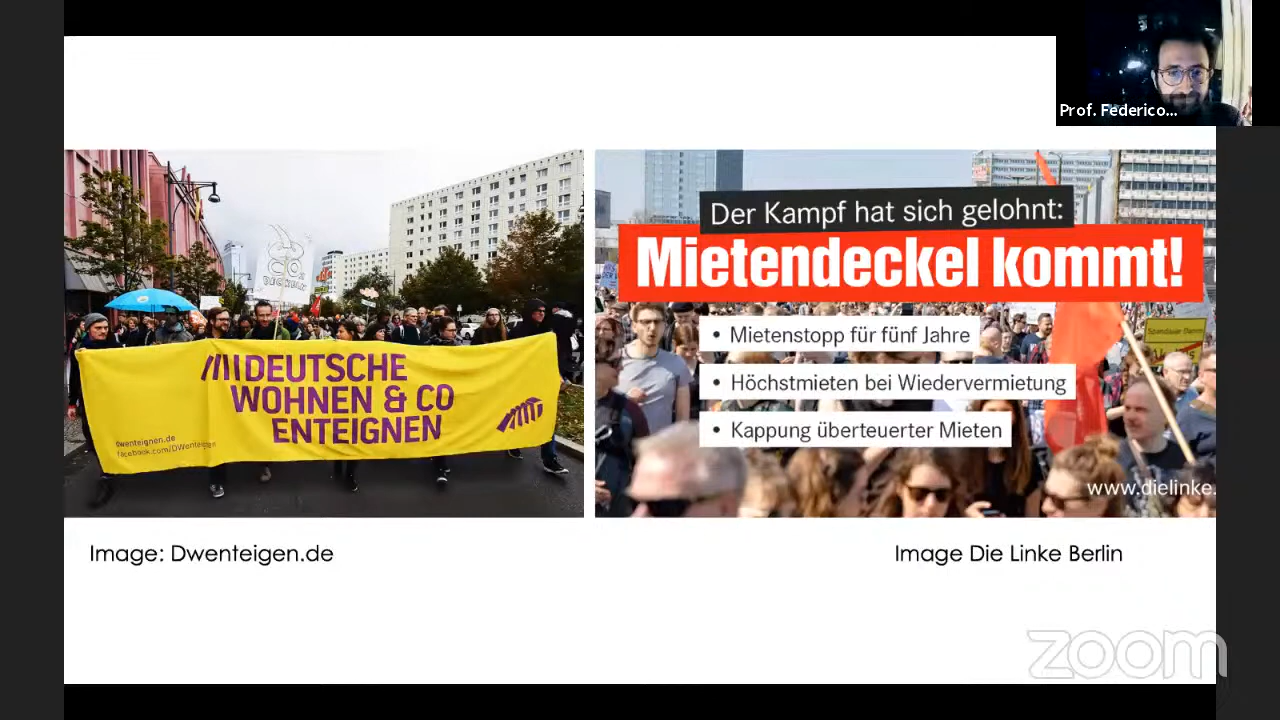 Prof. Federico...
Der Kampf hat sich gelohnt:
Mietendeckel kommt!
• Mietenstopp für fünf Jahre
• Höchstmieten bei Wiedervermietung
• Kappung überteuerter Mieten
www.dielinke.
DEUTSCHE
WOHNEN & CO
ENTEIGNEN
dwenteignen.de
facebook.com/DWenteignen
Spandauer Damm
Image: Dwenteigen.de
Image Die Linke Berlin
zoom